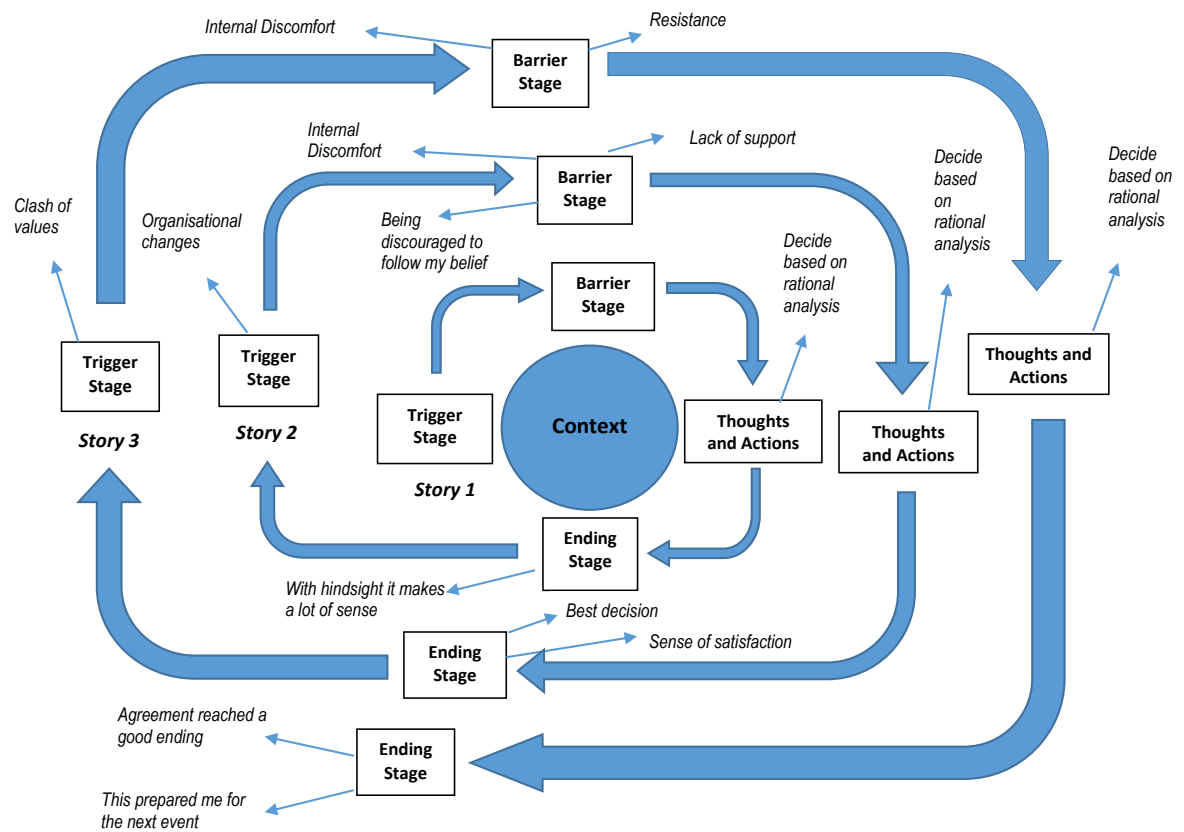 Internal Discomfort
Resistance
Barrier
Stage
Internal
Discomfort
Lack of support
Barrier
Stage
Decide
based
on
rational
analysis
Decide
based on
rational
analysis
Clash of
values
Organisational
changes
Being
discouraged to
follow my belief
Decide
based on
rational
analysis
Barrier
Stage
Trigger
Stage
Story 3
Trigger
Stage
Story 2
Trigger
Stage
Story 1
Context
Thoughts
and Actions
Thoughts
and Actions
Thoughts and
Actions
Ending
Stage
With hindsight it makes
a lot of sense
Best decision
Sense of satisfaction
Ending
Stage
Agreement reached a
good ending
Ending
Stage
This prepared me for
the next event